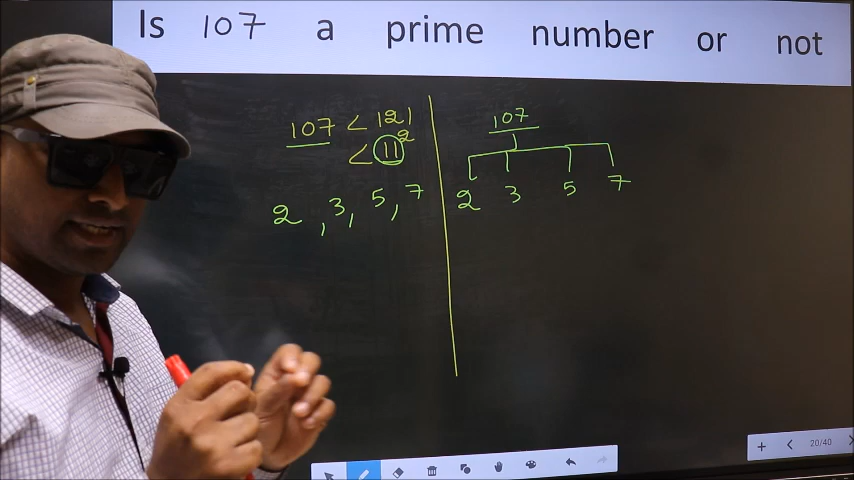 Is 107 a prime number or not
107 < 121
< 11²
2, 3, 5, 7
107
2 3 5 7
20/40